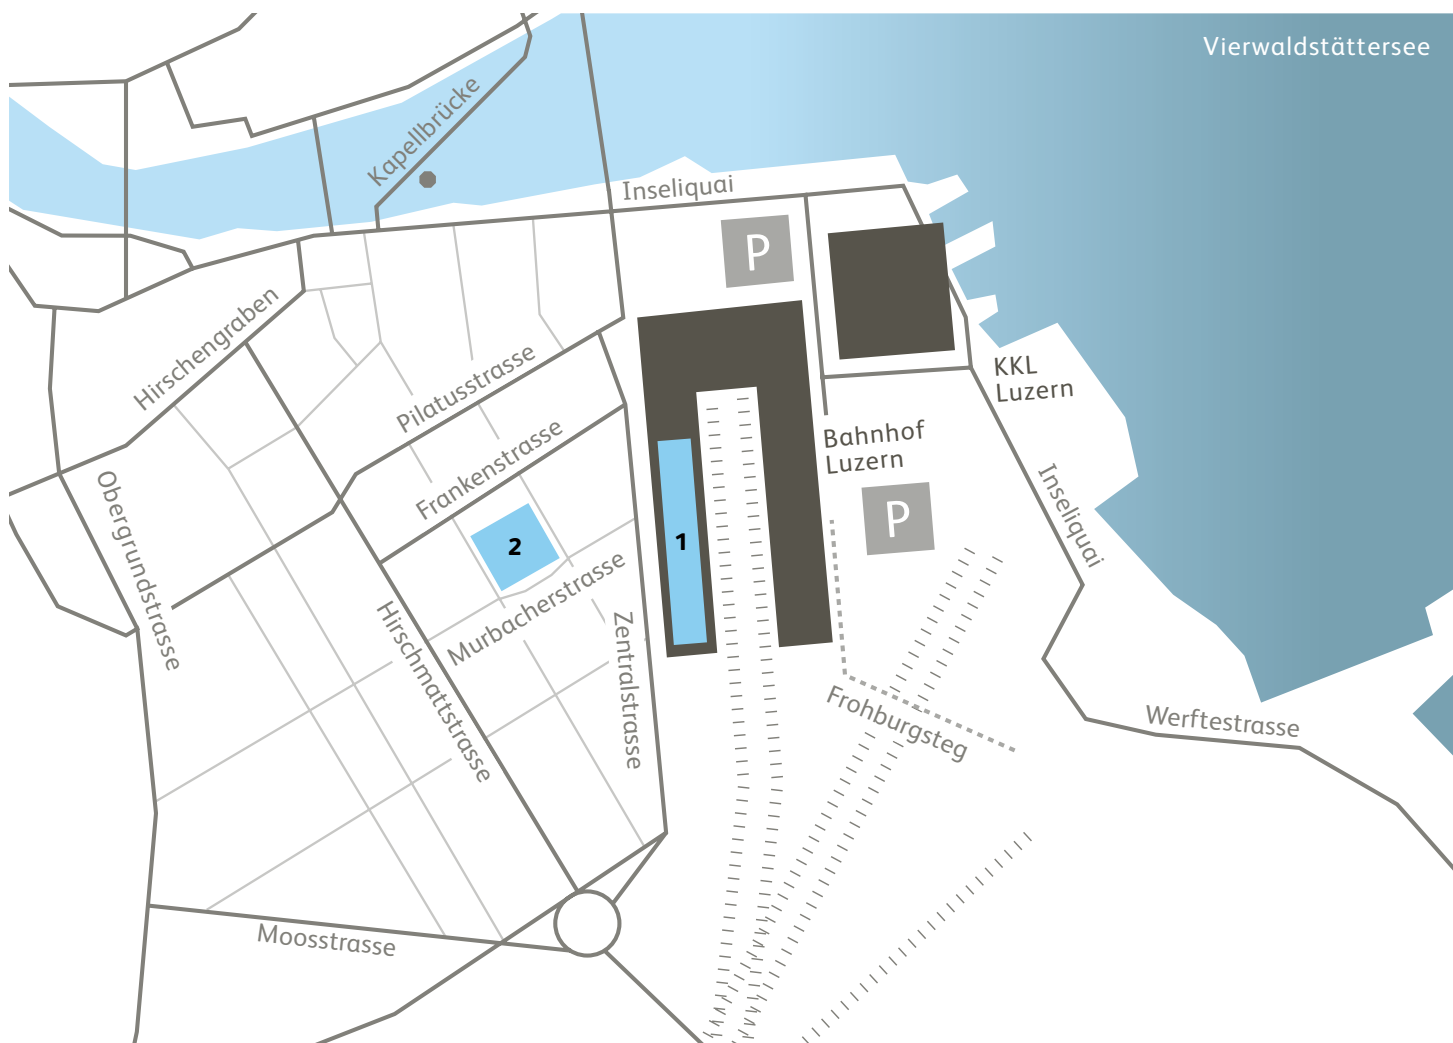 Vierwaldstättersee
Kapellbrücke
Inseliquai
P
Hirschengraben
Pilatusstrasse
KKL
Luzern
Frankenstrasse
Bahnhof
Luzern
Obergrundstrasse
Inseliquai
P
2
1
Murbacherstrasse
Hirschmattstrasse
Zentralstrasse
Frohburgsteg
Werftestrasse
Moosstrasse